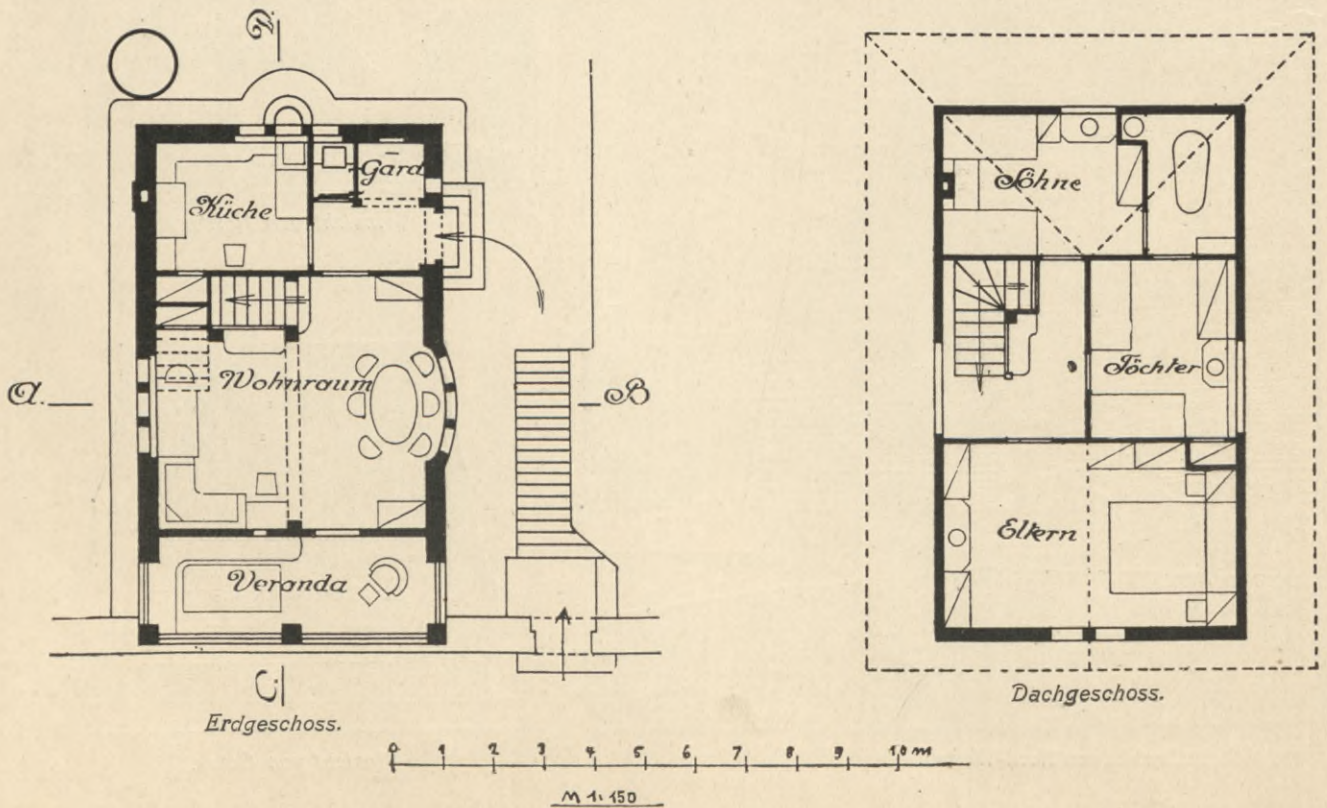 D.
Gard
Küche
Söhne
Wohnraum
Töchter
A.
B
Eltern
Veranda
C.
Erdgeschoss.
Dachgeschoss.
0 1 2 3 4 5 6 7 8 9 10 m
M 1:150